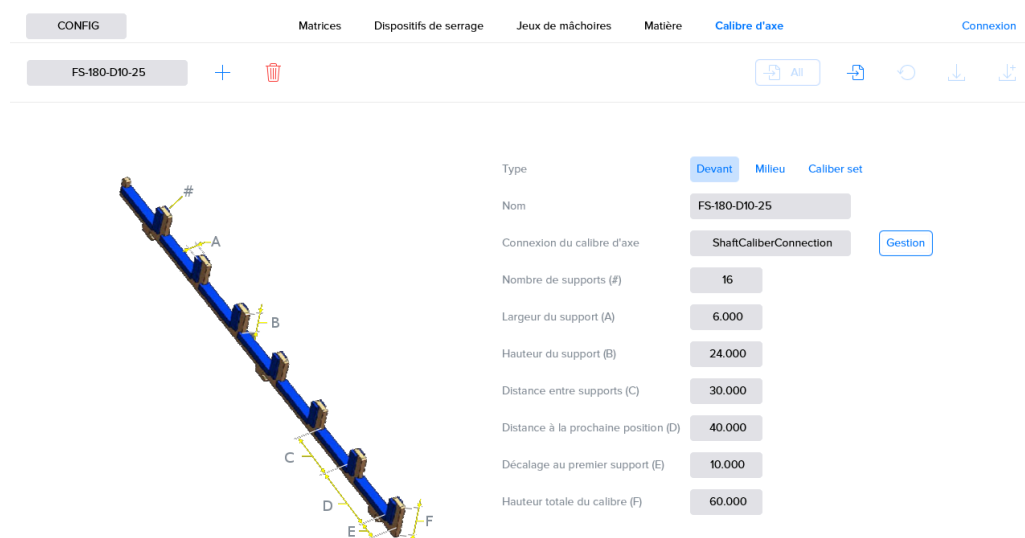 CONFIG Matrices Dispositifs de serrage Jeux de mâchoires Matière Calibre d'axe Connexion
FS-180-D10-25 All
Type Devant Milieu Caliber set
Nom FS-180-D10-25
Connexion du calibre d'axe ShaftCaliberConnection Gestion
Nombre de supports (#) 16
Largeur du support (A) 6.000
Hauteur du support (B) 24.000
Distance entre supports (C) 30.000
Distance à la prochaine position (D) 40.000
Décalage au premier support (E) 10.000
Hauteur totale du calibre (F) 60.000
#
A
B
C
D
E
F